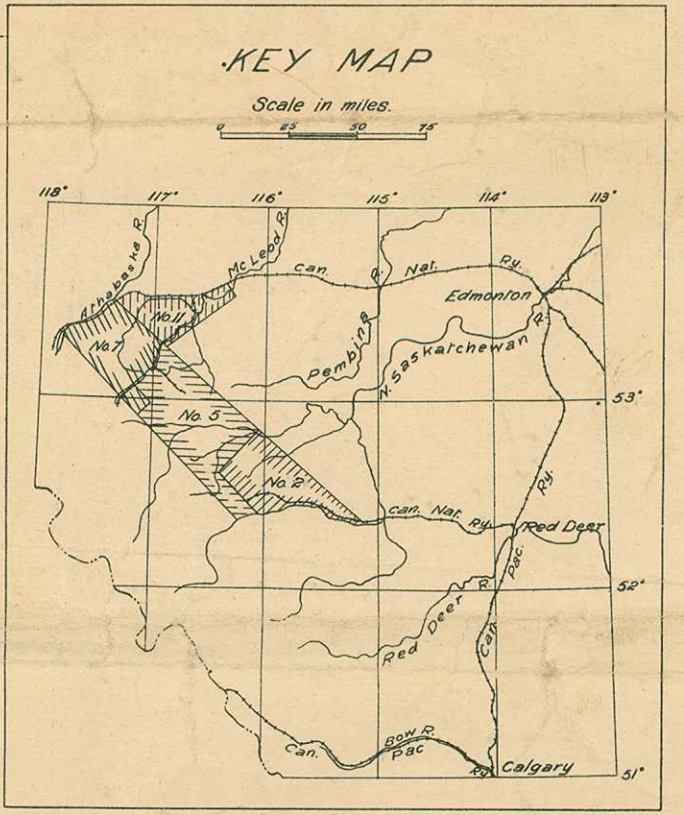 KEY MAP
Scale in miles.
0 25 50 75
118° 117° 116° 115° 114° 113°
Athabaska R.
McLeod R.
Can. Nat. Ry.
Edmonton
No. 11
No. 7
Pembina R.
N. Saskatchewan R.
53°
No. 5
No. 2
Can. Nat. Ry.
Red Deer
Ry.
Pac.
Can.
52°
Red Deer R.
Bow R.
Can. Pac Ry.
Calgary
51°